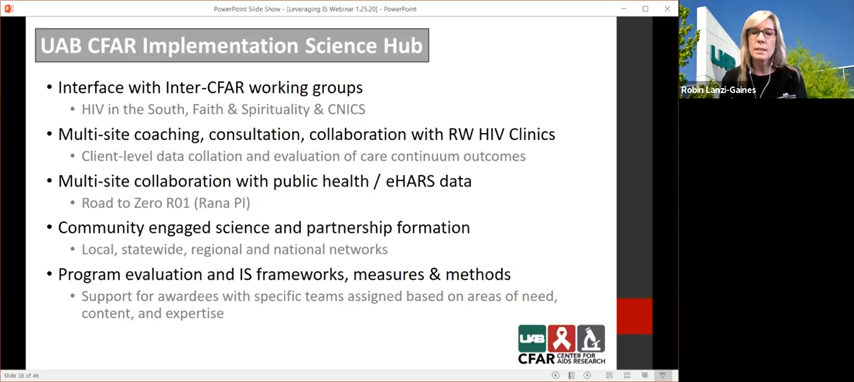 PowerPoint Slide Show - [Leveraging IS Webinar 1.25.20] - PowerPoint
UAB CFAR Implementation Science Hub
• Interface with Inter-CFAR working groups
• HIV in the South, Faith & Spirituality & CNICS
• Multi-site coaching, consultation, collaboration with RW HIV Clinics
• Client-level data collation and evaluation of care continuum outcomes
• Multi-site collaboration with public health / eHARS data
• Road to Zero R01 (Rana PI)
• Community engaged science and partnership formation
• Local, statewide, regional and national networks
• Program evaluation and IS frameworks, measures & methods
• Support for awardees with specific teams assigned based on areas of need,
content, and expertise
UAB
CFAR CENTER FOR
AIDS RESEARCH
Slide 38 of 46
UAB
Robin Lanzi-Gaines